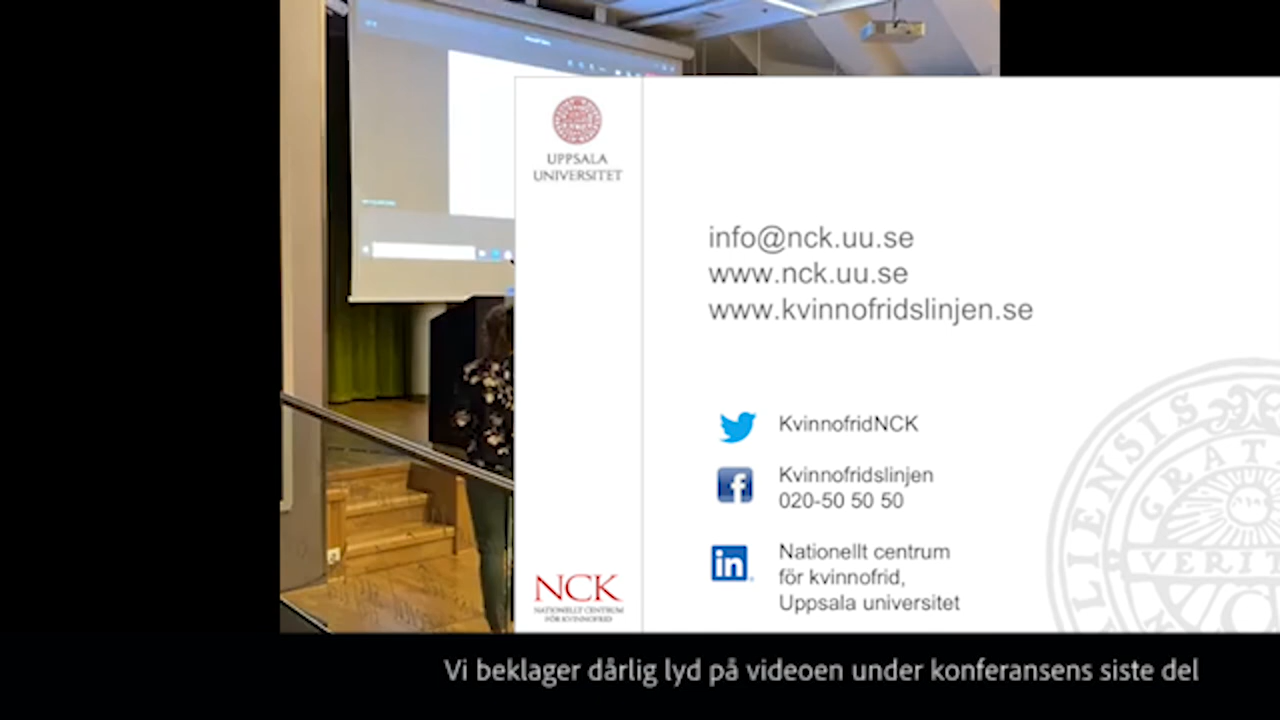 UPPSALA
UNIVERSITET
info@nck.uu.se
www.nck.uu.se
www.kvinnofridslinjen.se
KvinnofridNCK
Kvinnofridslinjen
020-50 50 50
Nationellt centrum
för kvinnofrid,
Uppsala universitet
NCK
NATIONELLT CENTRUM
FÖR KVINNOFRID
Vi beklager dårlig lyd på videoen under konferansens siste del